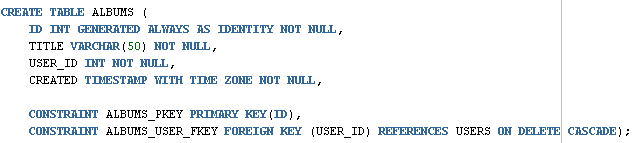 CREATE TABLE ALBUMS (
ID INT GENERATED ALWAYS AS IDENTITY NOT NULL,
TITLE VARCHAR(50) NOT NULL,
USER_ID INT NOT NULL,
CREATED TIMESTAMP WITH TIME ZONE NOT NULL,
CONSTRAINT ALBUMS_PKEY PRIMARY KEY(ID),
CONSTRAINT ALBUMS_USER_FKEY FOREIGN KEY (USER_ID) REFERENCES USERS ON DELETE CASCADE);